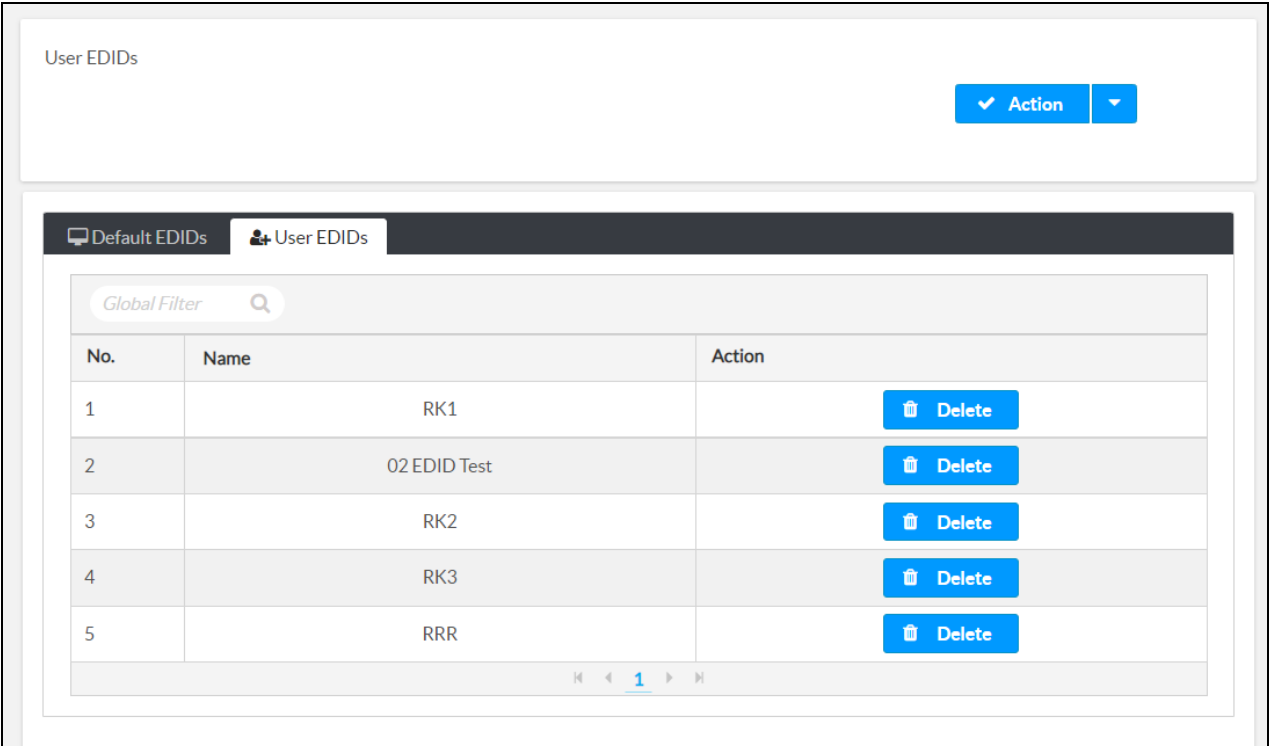 User EDIDs
Action
Default EDIDs User EDIDs
Global Filter
No. Name Action
1 RK1 Delete
2 02 EDID Test Delete
3 RK2 Delete
4 RK3 Delete
5 RRR Delete
1